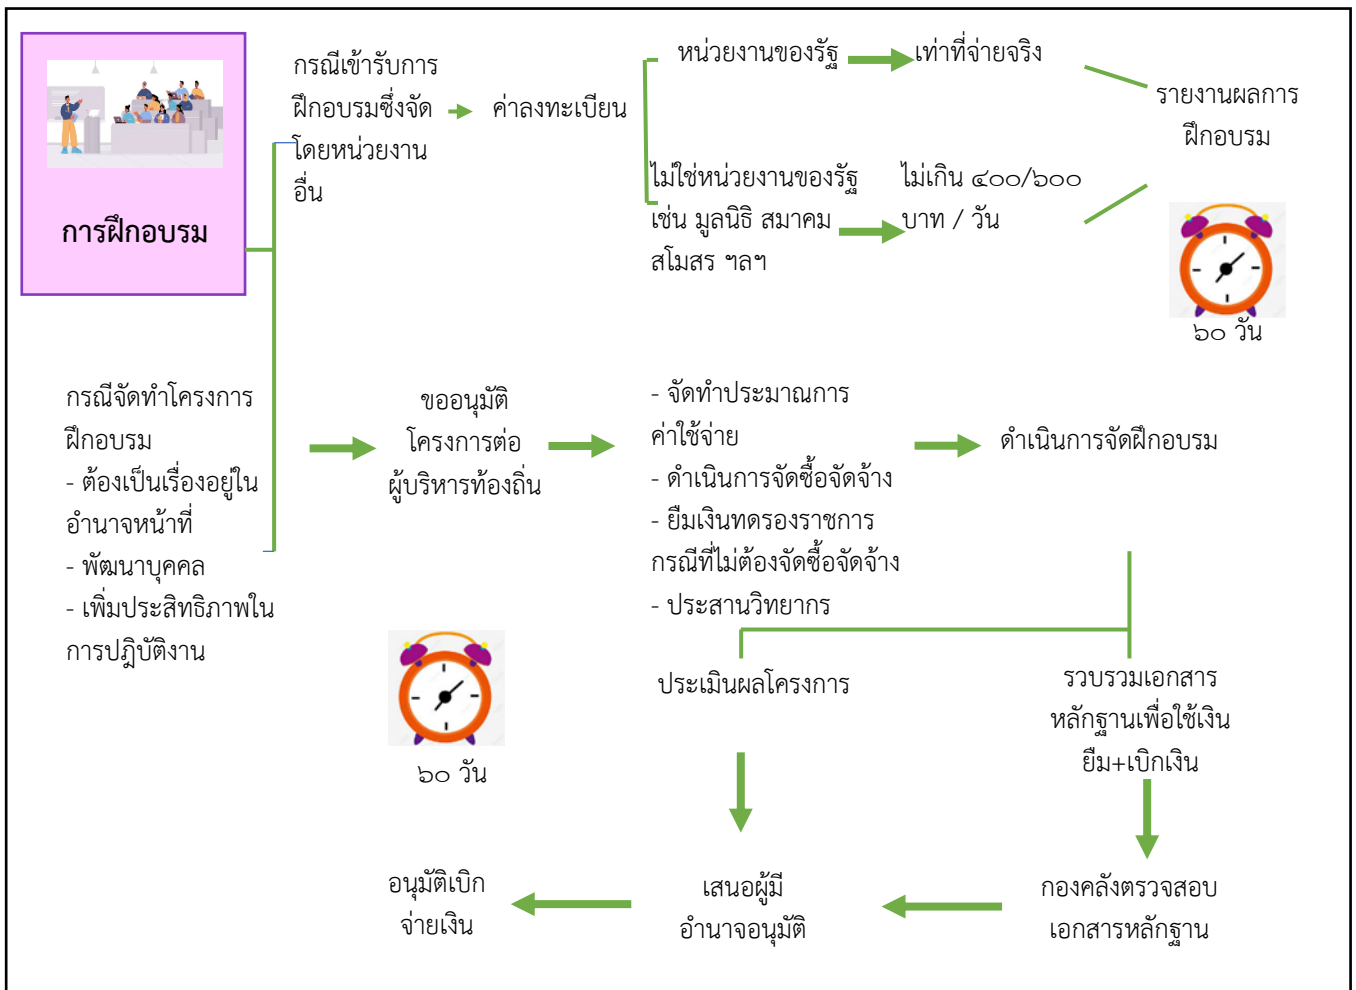 การฝึกอบรม
กรณีเข้ารับการ
ฝึกอบรมซึ่งจัด
โดยหน่วยงาน
อื่น
ค่าลงทะเบียน
หน่วยงานของรัฐ
เท่าที่จ่ายจริง
ไม่ใช่หน่วยงานของรัฐ
เช่น มูลนิธิ สมาคม
สโมสร ฯลฯ
ไม่เกิน ๔๐๐/๖๐๐
บาท / วัน
รายงานผลการ
ฝึกอบรม
๖๐ วัน
กรณีจัดทำโครงการ
ฝึกอบรม
- ต้องเป็นเรื่องอยู่ใน
อำนาจหน้าที่
- พัฒนาบุคคล
- เพิ่มประสิทธิภาพใน
การปฎิบัติงาน
ขออนุมัติ
โครงการต่อ
ผู้บริหารท้องถิ่น
- จัดทำประมาณการ
ค่าใช้จ่าย
- ดำเนินการจัดซื้อจัดจ้าง
- ยืมเงินทดรองราชการ
กรณีที่ไม่ต้องจัดซื้อจัดจ้าง
- ประสานวิทยากร
ดำเนินการจัดฝึกอบรม
ประเมินผลโครงการ
รวบรวมเอกสาร
หลักฐานเพื่อใช้เงิน
ยืม+เบิกเงิน
๖๐ วัน
กองคลังตรวจสอบ
เอกสารหลักฐาน
เสนอผู้มี
อำนาจอนุมัติ
อนุมัติเบิก
จ่ายเงิน